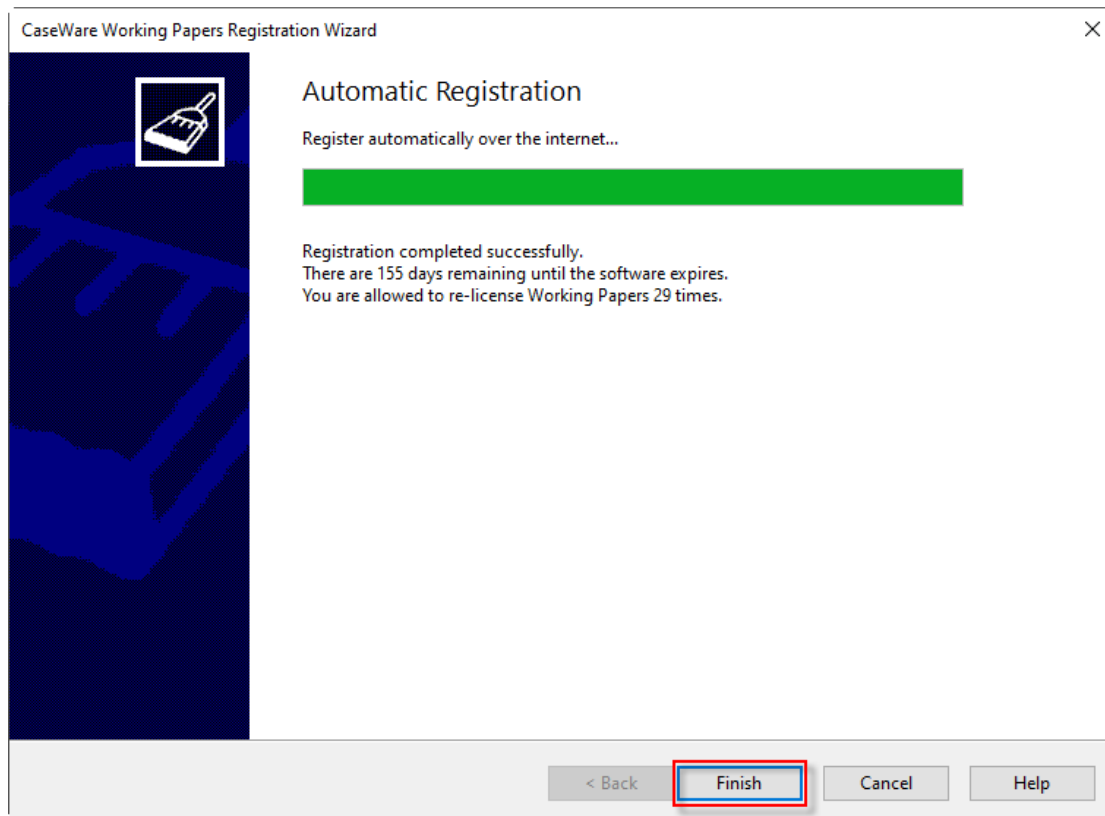 CaseWare Working Papers Registration Wizard
Automatic Registration
Register automatically over the internet...
Registration completed successfully.
There are 155 days remaining until the software expires.
You are allowed to re-license Working Papers 29 times.
< Back
Finish
Cancel
Help